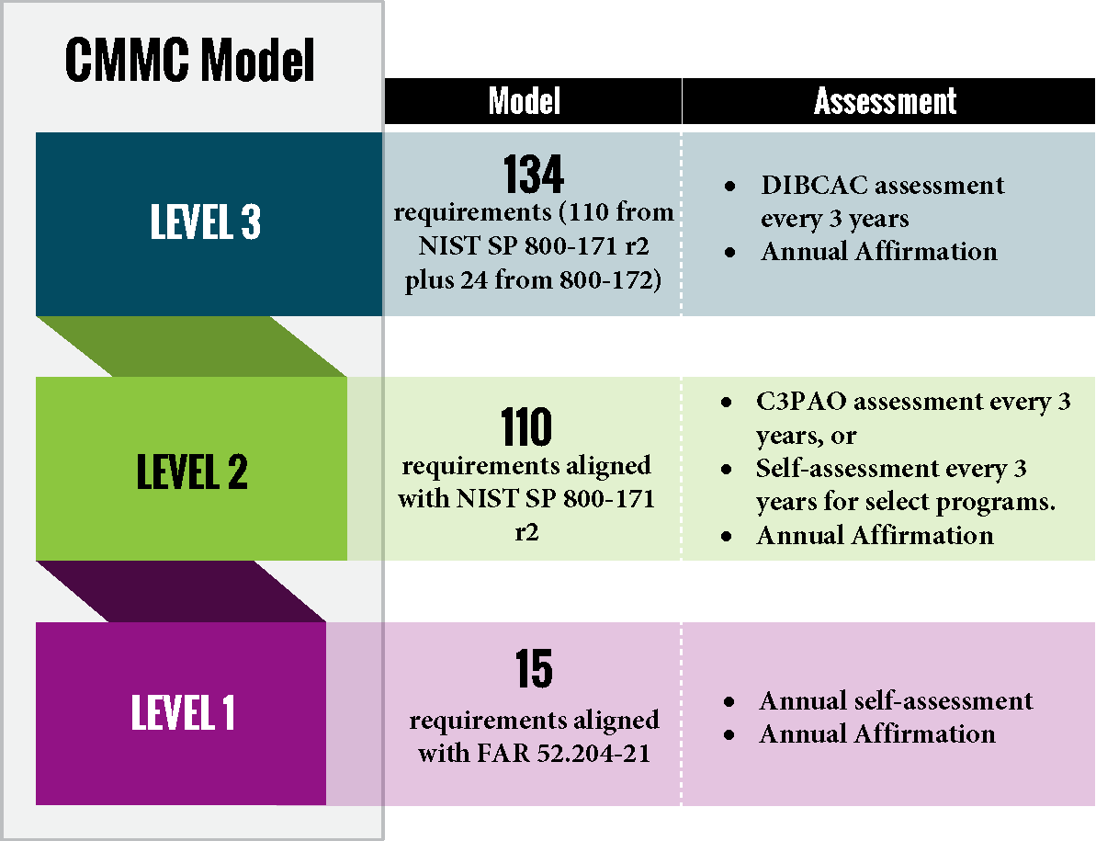 CMMC Model
Model
Assessment
LEVEL 3
134
requirements (110 from
NIST SP 800-171 r2
plus 24 from 800-172)
• DIBCAC assessment
every 3 years
• Annual Affirmation
LEVEL 2
110
requirements aligned
with NIST SP 800-171
r2
• C3PAO assessment every 3
years, or
• Self-assessment every 3
years for select programs.
• Annual Affirmation
LEVEL 1
15
requirements aligned
with FAR 52.204-21
• Annual self-assessment
• Annual Affirmation